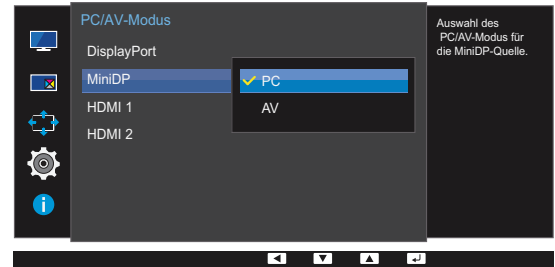 PC/AV-Modus
DisplayPort
MiniDP
HDMI 1
HDMI 2
PC
AV
Auswahl des
PC/AV-Modus für
die MiniDP-Quelle.